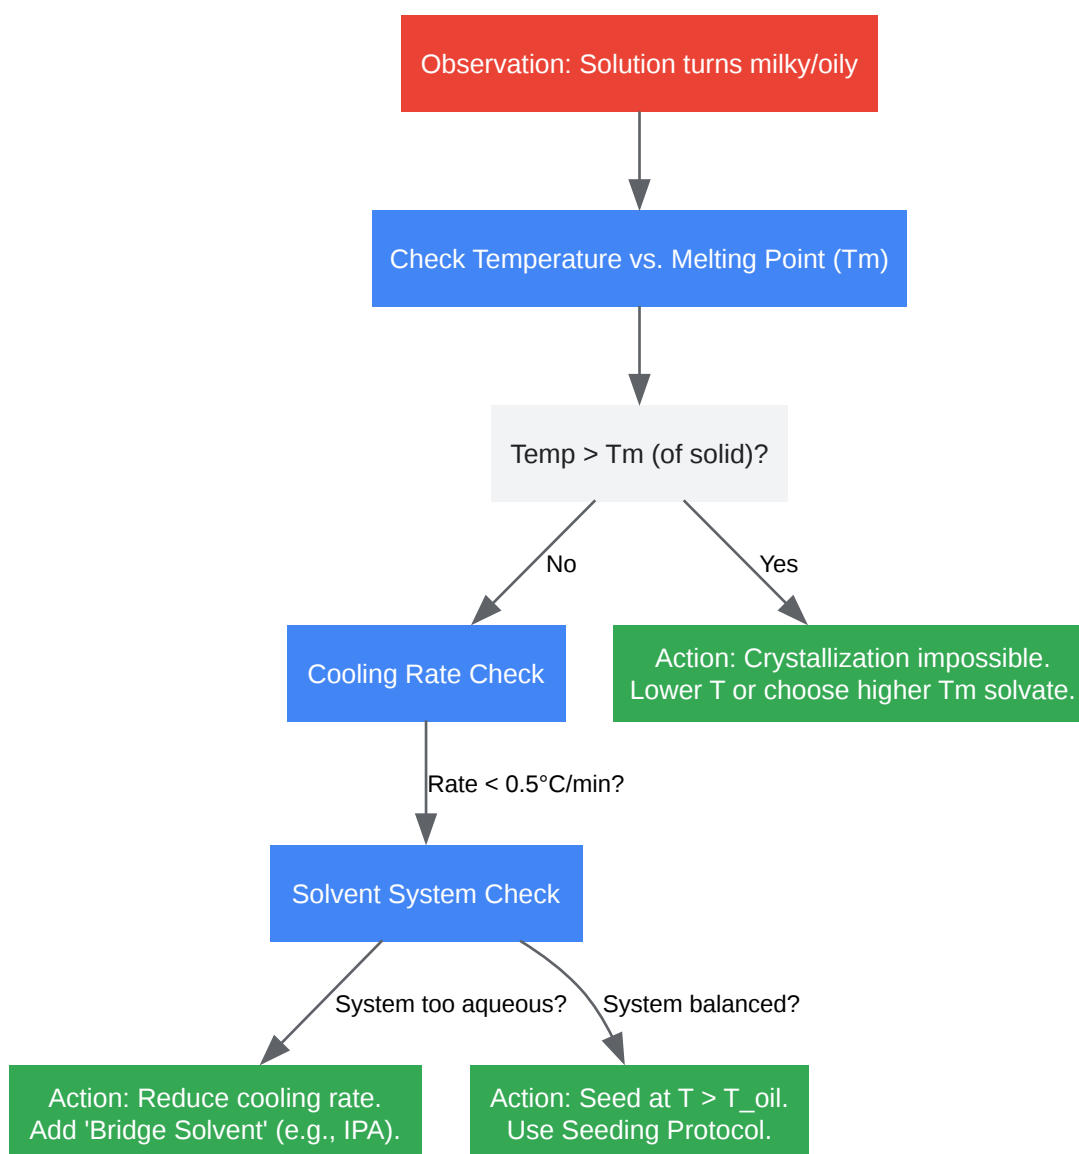 Observation: Solution turns milky/oily
Check Temperature vs. Melting Point (Tm)
Temp > Tm (of solid)?
No
Yes
Cooling Rate Check
Action: Crystallization impossible.
Lower T or choose higher Tm solvate.
Rate < 0.5°C/min?
Solvent System Check
System too aqueous?
System balanced?
Action: Reduce cooling rate.
Add 'Bridge Solvent' (e.g., IPA).
Action: Seed at T > T_oil.
Use Seeding Protocol.